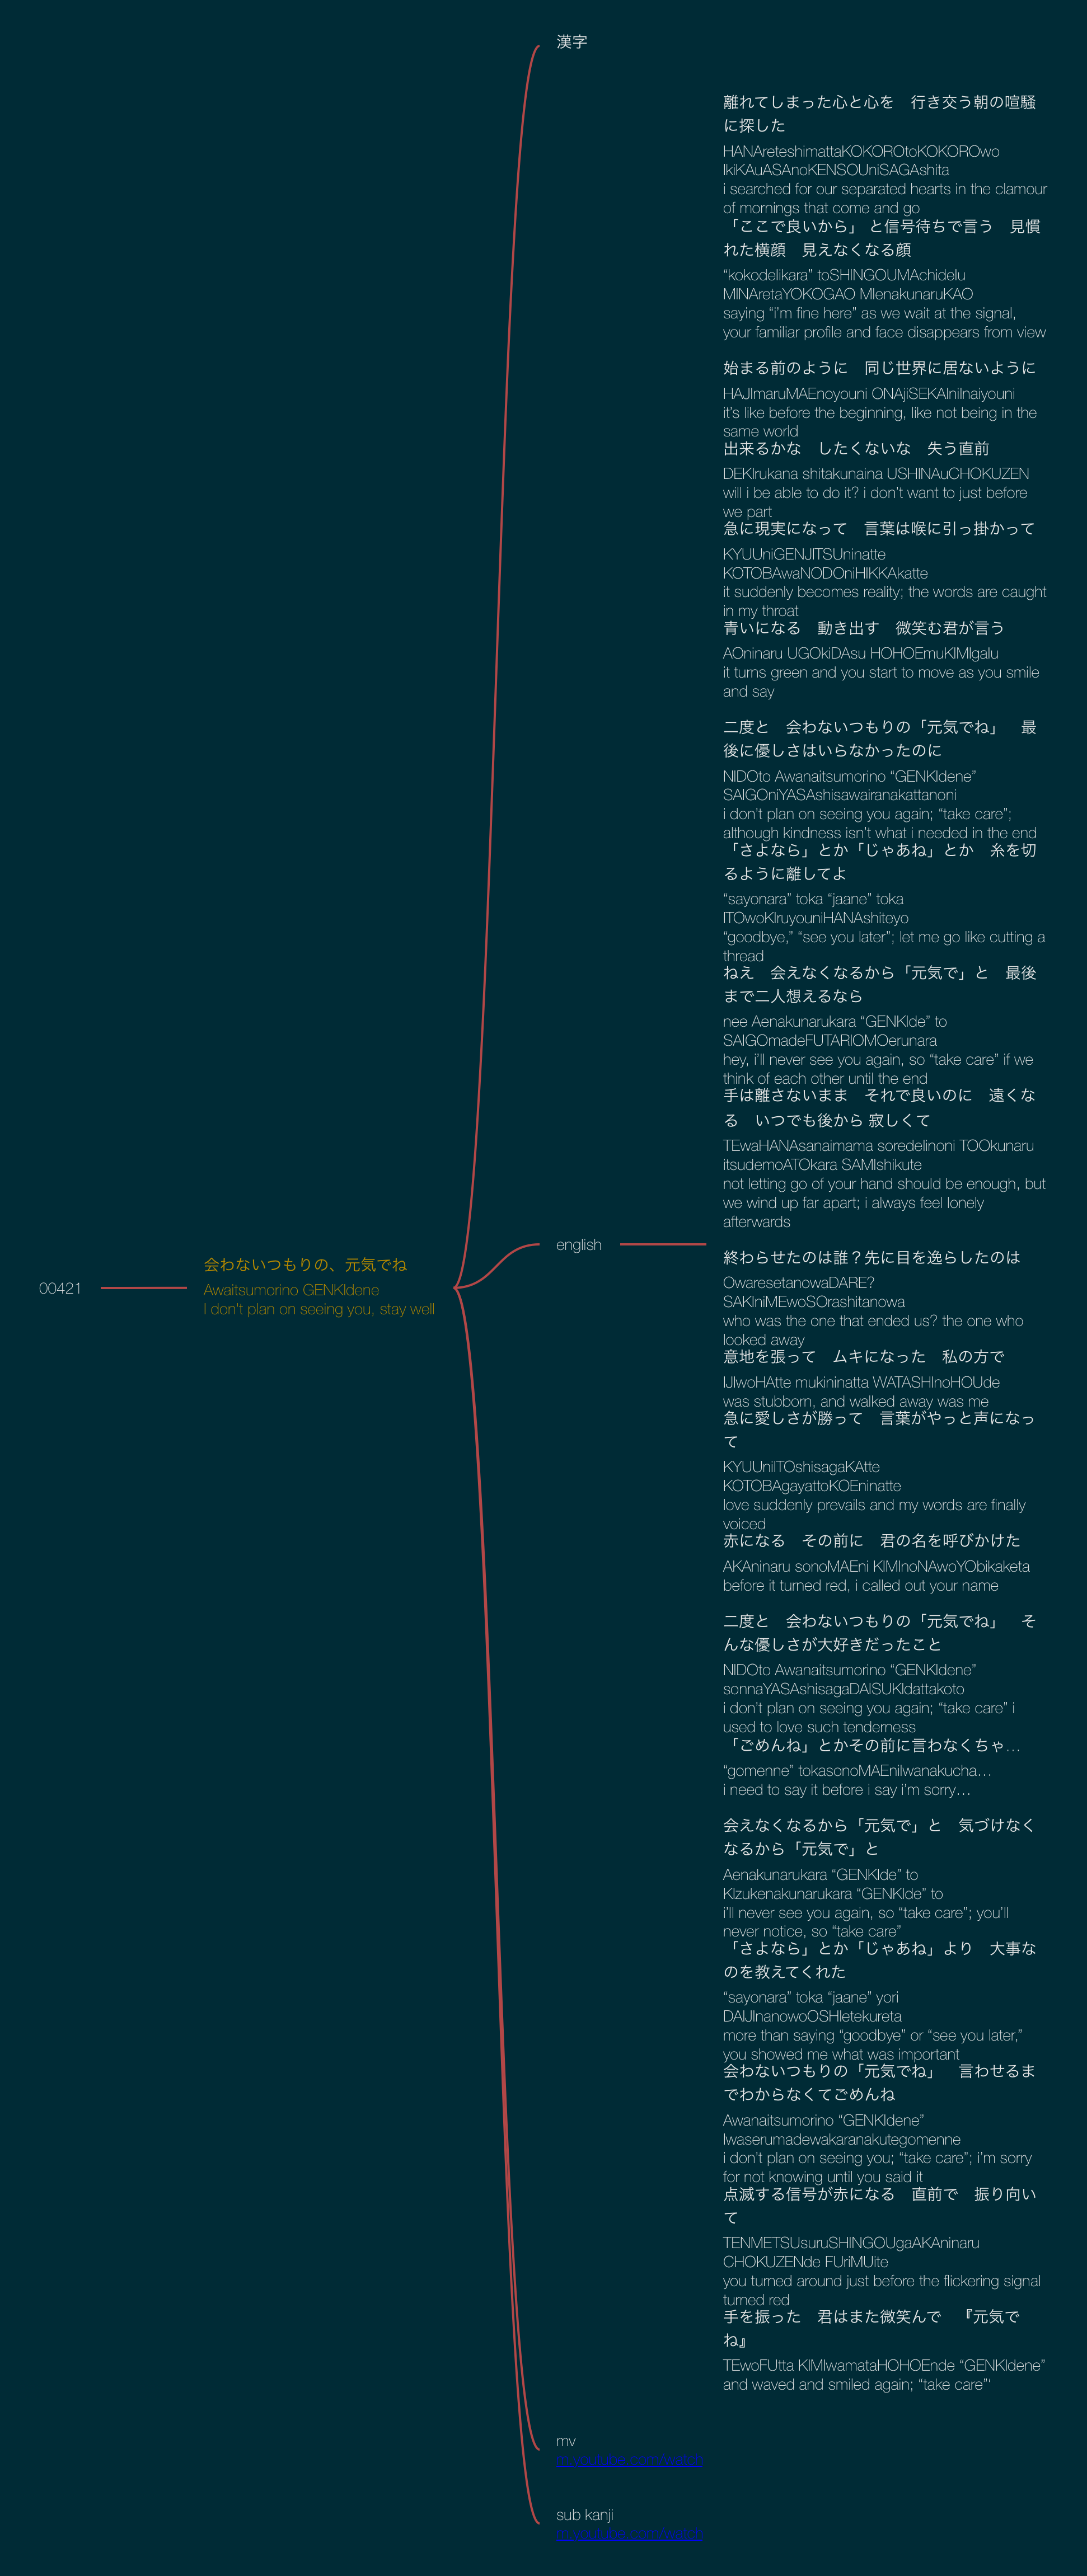 漢字
離れてしまった心と心を　行き交う朝の喧騒
に探した
HANAreteshimattaKOKOROtoKOKOROwo
IkiKAuASAnoKENSOUniSAGAshita
i searched for our separated hearts in the clamour
of mornings that come and go
「ここで良いから」 と信号待ちで言う　見慣
れた横顔　見えなくなる顔
“kokodeIikara” toSHINGOUMAchideIu
MINAretaYOKOGAO MIenakunaruKAO
saying “i’m fine here” as we wait at the signal,
your familiar profile and face disappears from view
始まる前のように　同じ世界に居ないように
HAJImaruMAEnoyouni ONAjiSEKAIniInaiyouni
it’s like before the beginning, like not being in the
same world
出来るかな　したくないな　失う直前
DEKIrukana shitakunaina USHINAuCHOKUZEN
will i be able to do it? i don’t want to just before
we part
急に現実になって　言葉は喉に引っ掛かって
KYUUniGENJITSUninatte
KOTOBAwaNODOniHIKKAkatte
it suddenly becomes reality; the words are caught
in my throat
青いになる　動き出す　微笑む君が言う
AOninaru UGOkiDAsu HOHOEmuKIMIgaIu
it turns green and you start to move as you smile
and say
二度と　会わないつもりの「元気でね」　最
後に優しさはいらなかったのに
NIDOto Awanaitsumorino “GENKIdene”
SAIGOniYASAshisawairanakattanoni
i don’t plan on seeing you again; “take care”;
although kindness isn’t what i needed in the end
「さよなら」とか「じゃあね」とか　糸を切
るように離してよ
“sayonara” toka “jaane” toka
ITOwoKIruyouniHANAshiteyo
“goodbye,” “see you later”; let me go like cutting a
thread
ねえ　会えなくなるから「元気で」と　最後
まで二人想えるなら
nee Aenakunarukara “GENKIde” to
SAIGOmadeFUTARIOMOerunara
hey, i’ll never see you again, so “take care” if we
think of each other until the end
手は離さないまま　それで良いのに　遠くな
る　いつでも後から 寂しくて
TEwaHANAsanaimama soredeIinoni TOOkunaru
itsudemoATOkara SAMIshikute
not letting go of your hand should be enough, but
we wind up far apart; i always feel lonely
afterwards
00421
会わないつもりの、元気でね
Awaitsumorino GENKIdene
I don't plan on seeing you, stay well
english
終わらせたのは誰？先に目を逸らしたのは
OwaresetanowaDARE?
SAKIniMEwoSOrashitanowa
who was the one that ended us? the one who
looked away
意地を張って　ムキになった　私の方で
IJIwoHAtte mukininatta WATASHInoHOUde
was stubborn, and walked away was me
急に愛しさが勝って　言葉がやっと声になっ
て
KYUUniITOshisagaKAtte
KOTOBAgayattoKOEninatte
love suddenly prevails and my words are finally
voiced
赤になる　その前に　君の名を呼びかけた
AKAninaru sonoMAEni KIMInoNAwoYObikaketa
before it turned red, i called out your name
二度と　会わないつもりの「元気でね」　そ
んな優しさが大好きだったこと
NIDOto Awanaitsumorino “GENKIdene”
sonnaYASAshisagaDAISUKIdattakoto
i don’t plan on seeing you again; “take care” i
used to love such tenderness
「ごめんね」とかその前に言わなくちゃ…
“gomenne” tokasonoMAEniIwanakucha…
i need to say it before i say i’m sorry…
会えなくなるから「元気で」と　気づけなく
なるから「元気で」と
Aenakunarukara “GENKIde” to
KIzukenakunarukara “GENKIde” to
i’ll never see you again, so “take care”; you’ll
never notice, so “take care”
「さよなら」とか「じゃあね」より　大事な
のを教えてくれた
“sayonara” toka “jaane” yori
DAIJInanowoOSHIetekureta
more than saying “goodbye” or “see you later,”
you showed me what was important
会わないつもりの「元気でね」　言わせるま
でわからなくてごめんね
Awanaitsumorino “GENKIdene”
Iwaserumadewakaranakutegomenne
i don’t plan on seeing you; “take care”; i’m sorry
for not knowing until you said it
点滅する信号が赤になる　直前で　振り向い
て
TENMETSUsuruSHINGOUgaAKAninaru
CHOKUZENde FUriMUite
you turned around just before the flickering signal
turned red
手を振った　君はまた微笑んで　『元気で
ね』
TEwoFUtta KIMIwamataHOHOEnde “GENKIdene”
and waved and smiled again; “take care”‘
mv
m.youtube.com/watch
sub kanji
m.youtube.com/watch